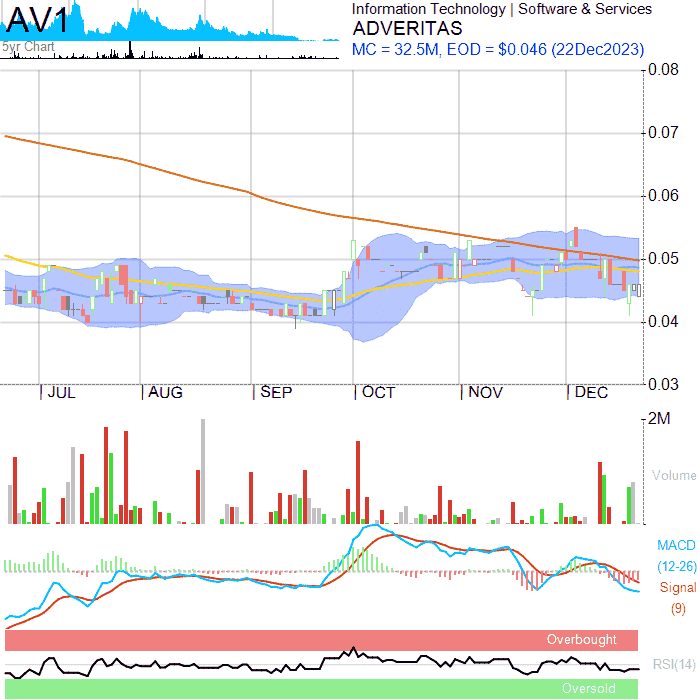 AV1
5yr Chart
Information Technology | Software & Services
ADVERITAS
MC = 32.5M, EOD = $0.046 (22Dec2023)
0.08
0.07
0.06
0.05
0.04
0.03
JUL AUG SEP OCT NOV DEC
2M
Volume
MACD
(12-26)
Signal
(9)
Overbought
RSI(14)
Oversold